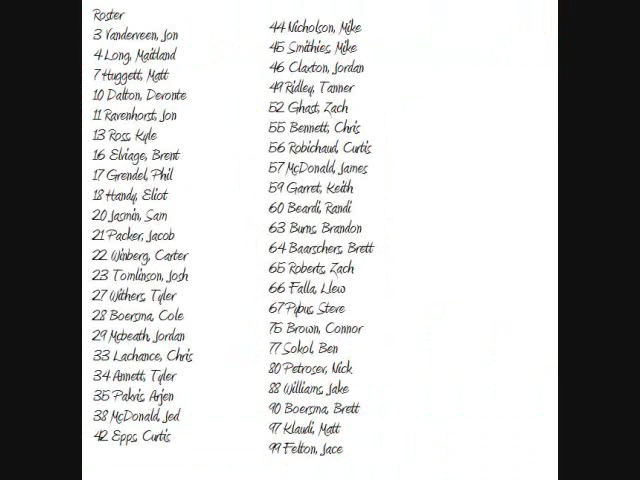 Roster
3 Vanderveen, Jon
4 Long, Maitland
7 Huggett, Matt
10 Dalton, Devonte
11 Ravenhorst, Jon
13 Ross, Kyle
16 Elviage, Brent
17 Grendel, Phil
18 Handy, Eliot
20 Jasmin, Sam
21 Packer, Jacob
22 Winberg, Carter
23 Tomlinson, Josh
27 Withers, Tyler
28 Boersma, Cole
29 Mcbeath, Jordan
33 Lachance, Chris
34 Annett, Tyler
35 Pakvis, Arjen
38 McDonald, Jed
42 Epps, Curtis
44 Nicholson, Mike
45 Smithies, Mike
46 Claxton, Jordan
49 Ridley, Tanner
52 Ghast, Zach
55 Bennett, Chris
56 Robichaud, Curtis
57 McDonald, James
59 Garret, Keith
60 Beardi, Randi
63 Burns, Brandon
64 Baarschers, Brett
65 Roberts, Zach
66 Falla, Llew
67 Pybus, Steve
75 Brown, Connor
77 Sokol, Ben
80 Petrosev, Nick
88 Williams, Jake
90 Boersma, Brett
97 Klaudi, Matt
99 Felton, Jace